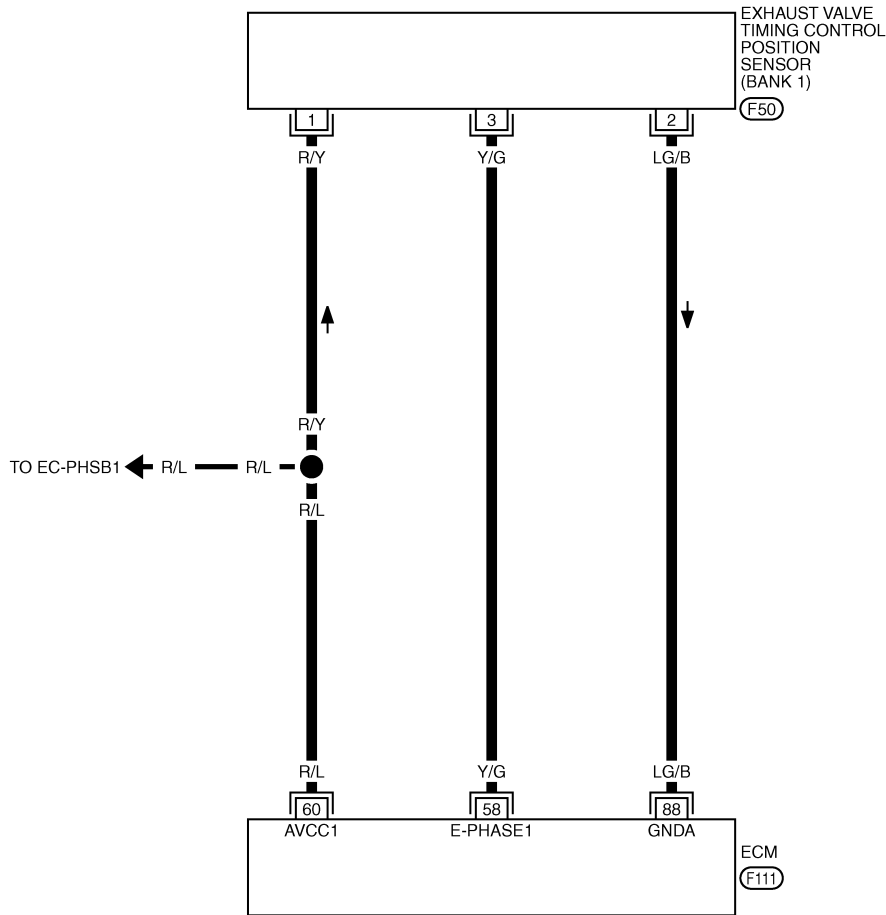 EXHAUST VALVE
TIMING CONTROL
POSITION
SENSOR
(BANK 1)
F50
1 3 2
R/Y Y/G LG/B
R/Y
TO EC-PHSB1 R/L R/L
R/L
R/L Y/G LG/B
60 58 88
AVCC1 E-PHASE1 GNDA
ECM
F111